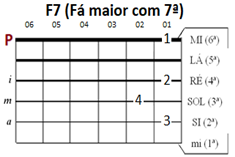 F7 (Fá maior com 7ª)
06 05 04 03 02 01
P 1 MI (6ª)
LÁ (5ª)
i 2 RÉ (4ª)
m 4 SOL (3ª)
a 3 SI (2ª)
mi (1ª)